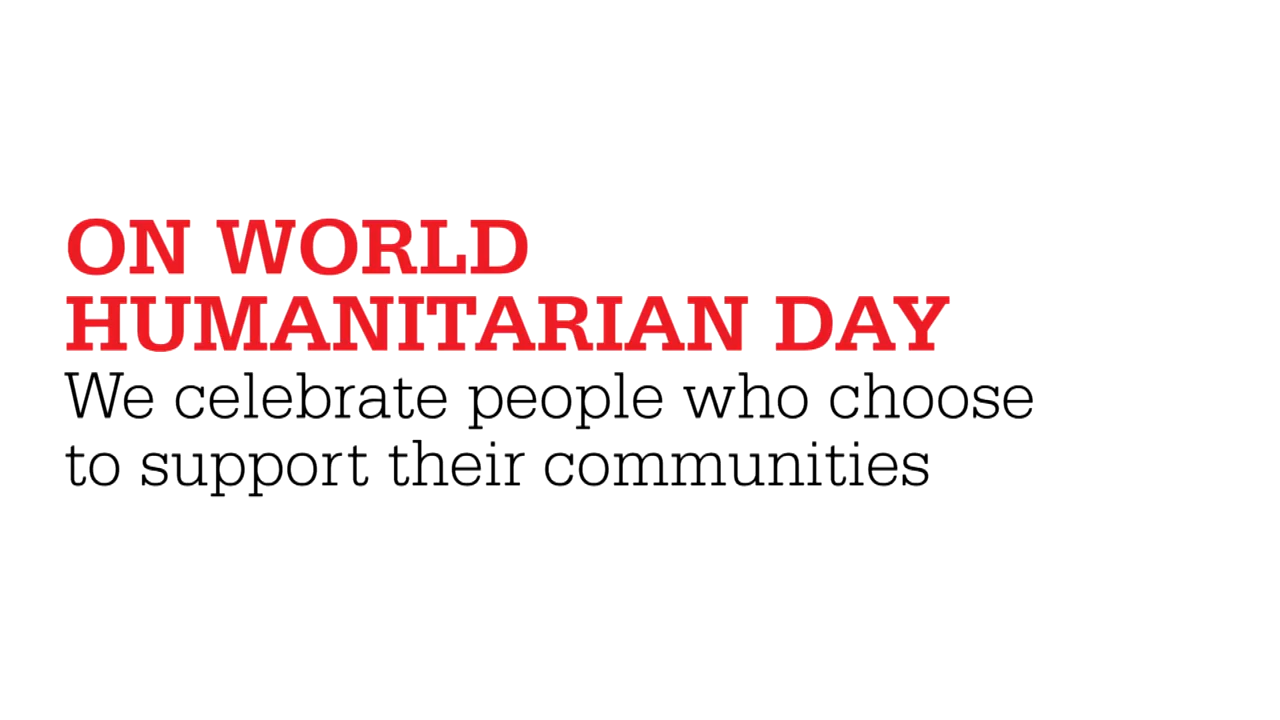 ON WORLD
HUMANITARIAN DAY
We celebrate people who choose
to support their communities